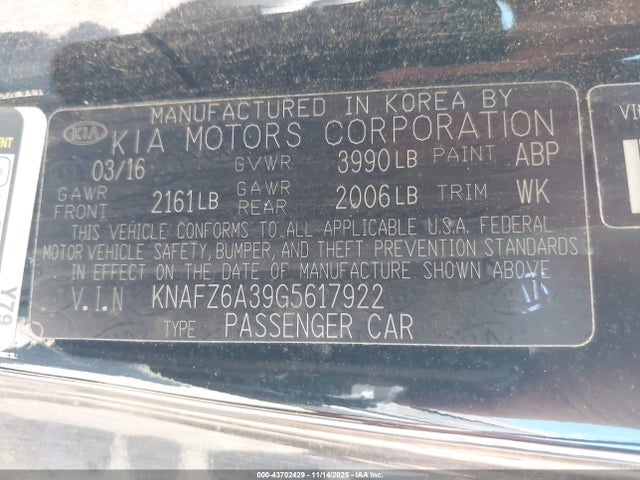 MANUFACTURED IN KOREA BY
KIA KIA MOTORS CORPORATION
03/16 GVWR 3990 LB PAINT ABP
GAWR FRONT 2161 LB GAWR REAR 2006 LB TRIM WK
THIS VEHICLE CONFORMS TO ALL APPLICABLE U.S.A. FEDERAL
MOTOR VEHICLE SAFETY, BUMPER, AND THEFT PREVENTION STANDARDS
IN EFFECT ON THE DATE OF MANUFACTURE SHOWN ABOVE
V.I.N KNAFZ6A39G5617922
TYPE PASSENGER CAR
Y79
000-43702429 - 11/14/2025 - IAA Inc. ©